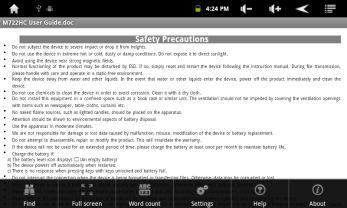 4:24 PM
M722HC User Guide.doc
Safety Precautions
Do not subject the device to severe impact or drop it from heights.
Do not use the device in extreme hot or cold, dusty or damp conditions. Do not expose it to direct sunlight.
Avoid using the device near strong magnetic fields.
Normal functioning of the product may be disturbed by ESD. If so, simply reset and restart the device following the instruction manual. During file transmission,
please handle with care and operate in a static-free environment.
Keep the device away from water and other liquids. In the event that water or other liquids enter the device, power off the product immediately and clean the
device.
Do not use chemicals to clean the device in order to avoid corrosion. Clean it with a dry cloth.
Do not install this equipment in a confined space such as a book case or similar unit. The ventilation should not be impeded by covering the ventilation openings
with items such as newspaper, table-cloths, curtains etc.
No naked flame sources, such as lighted candles, should be placed on the apparatus.
Attention should be drawn to environmental aspects of battery disposal.
Use the apparatus in moderate climates.
We are not responsible for damage or lost data caused by malfunction, misuse, modification of the device or battery replacement.
Do not attempt to disassemble, repair or modify the product. This will invalidate the warranty.
If the device will not be used for an extended period of time, please charge the battery at least once per month to maintain battery life.
Charge the battery if:
a) The battery level icon displays (An empty battery)
b) The device powers off automatically when restarted.
c) There is no response when pressing keys with keys unlocked and battery full.
Do not interrupt the connection when the device is being formatted or transferring files. Otherwise, data may be corrupted or lost.
ABC
Find
Full screen
Word count
Settings
Help
About